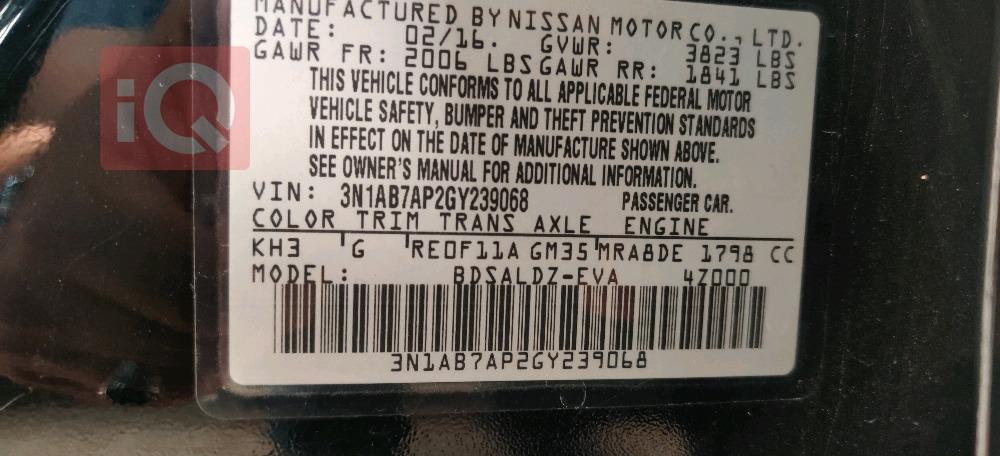 MANUFACTURED BY NISSAN MOTOR CO., LTD.
DATE: 02/16. GVWR: 3823 LBS
GAWR FR: 2006 LBS GAWR RR: 1841 LBS
THIS VEHICLE CONFORMS TO ALL APPLICABLE FEDERAL MOTOR
VEHICLE SAFETY, BUMPER AND THEFT PREVENTION STANDARDS
IN EFFECT ON THE DATE OF MANUFACTURE SHOWN ABOVE.
SEE OWNER'S MANUAL FOR ADDITIONAL INFORMATION.
VIN: 3N1AB7AP2GY239068 PASSENGER CAR.
COLOR TRIM TRANS AXLE ENGINE
KH3 G RE0F11A GM35 MRA8DE 1798 CC
MODEL: BDSALDZ-EVA 4Z000
3N1AB7AP2GY239068
iQ